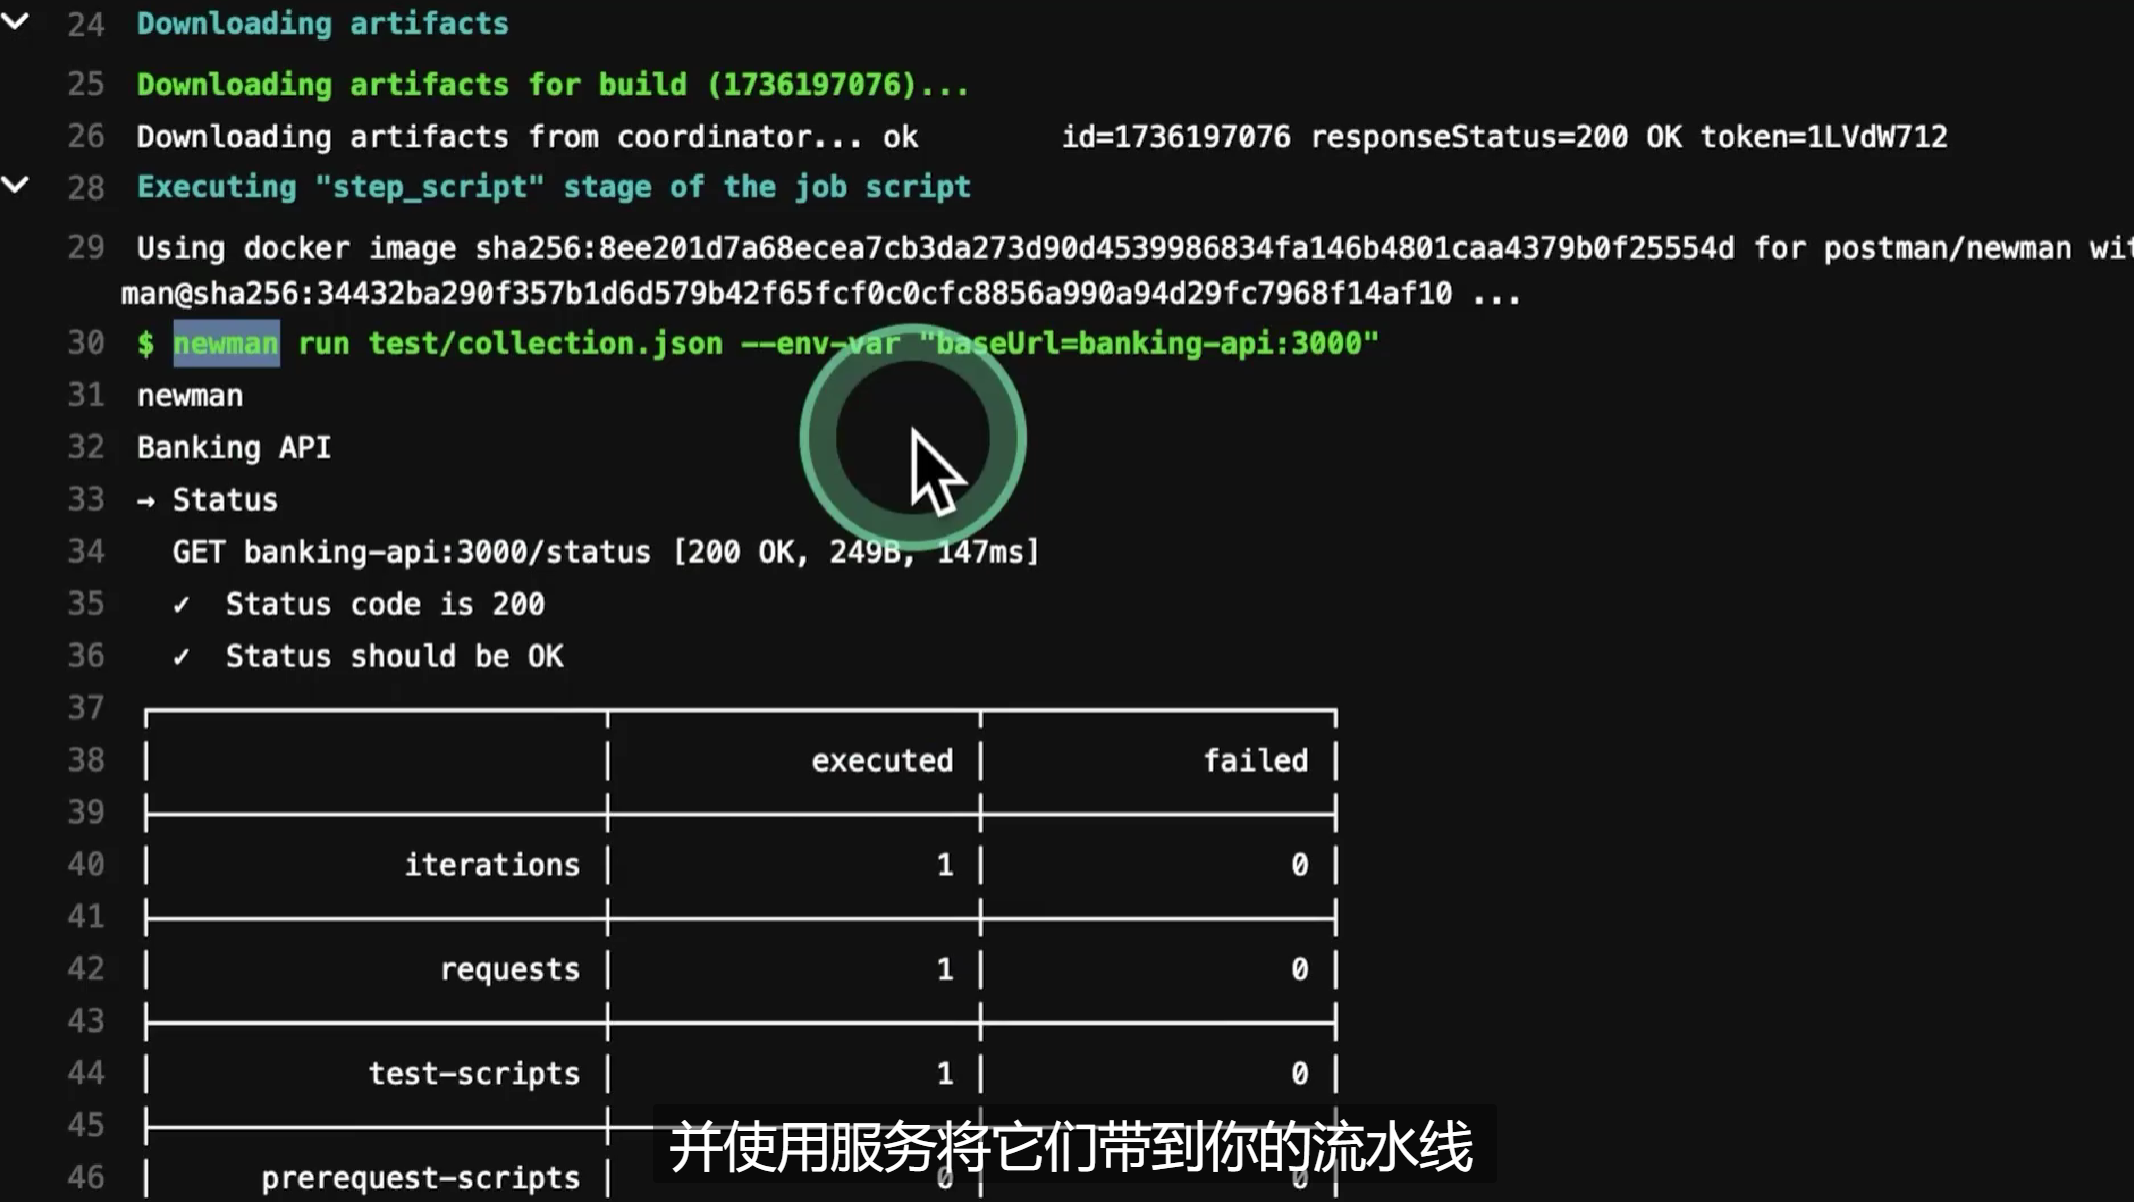 24 Downloading artifacts
25 Downloading artifacts for build (1736197076)...
26 Downloading artifacts from coordinator... ok id=1736197076 responseStatus=200 OK token=1LVdW712
28 Executing "step_script" stage of the job script
29 Using docker image sha256:8ee201d7a68ecea7cb3da273d90d4539986834fa146b4801caa4379b0f25554d for postman/newman wit
man@sha256:34432ba290f357b1d6d579b42f65fcf0c0cfc8856a990a94d29fc7968f14af10 ...
30 $ newman run test/collection.json --env-var "baseUrl=banking-api:3000"
31 newman
32 Banking API
33 → Status
34 GET banking-api:3000/status [200 OK, 249B, 147ms]
35 ✓ Status code is 200
36 ✓ Status should be OK
37
38 executed failed
39
40 iterations 1 0
41
42 requests 1 0
43
44 test-scripts 1 0
45
46 prerequest-scripts 0 0
并使用服务将它们带到你的流水线